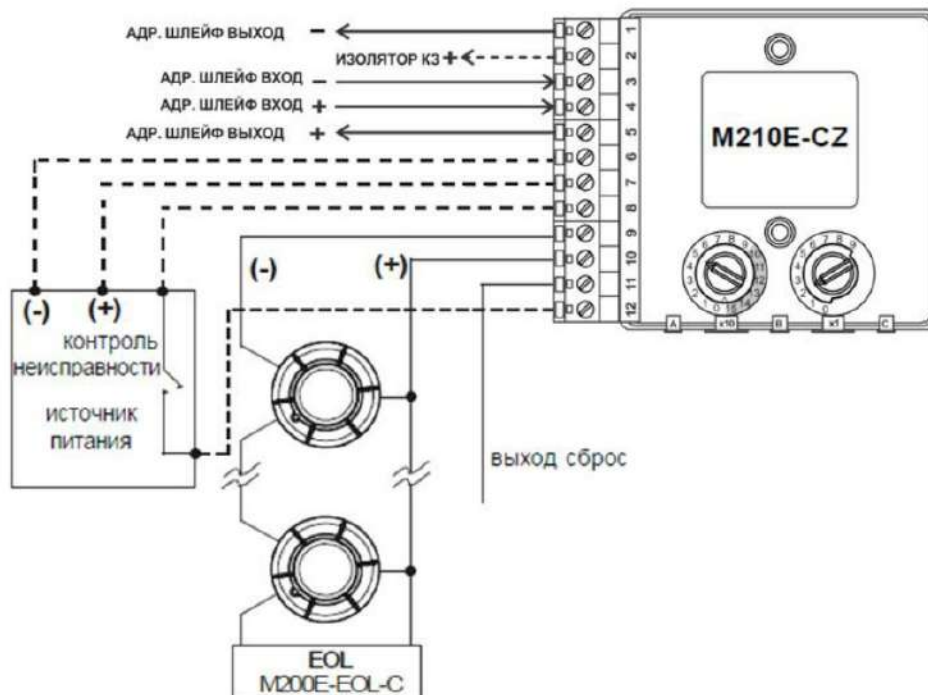 АДР. ШЛЕЙФ ВЫХОД −
ИЗОЛЯТОР КЗ +
АДР. ШЛЕЙФ ВХОД −
АДР. ШЛЕЙФ ВХОД +
АДР. ШЛЕЙФ ВЫХОД +
1
2
3
4
5
6
7
8
9
10
11
12
M210E-CZ
A x10 B x1 C
(-) (+)
(-) (+)
контроль
неисправности
источник
питания
выход сброс
EOL
M200E-EOL-C